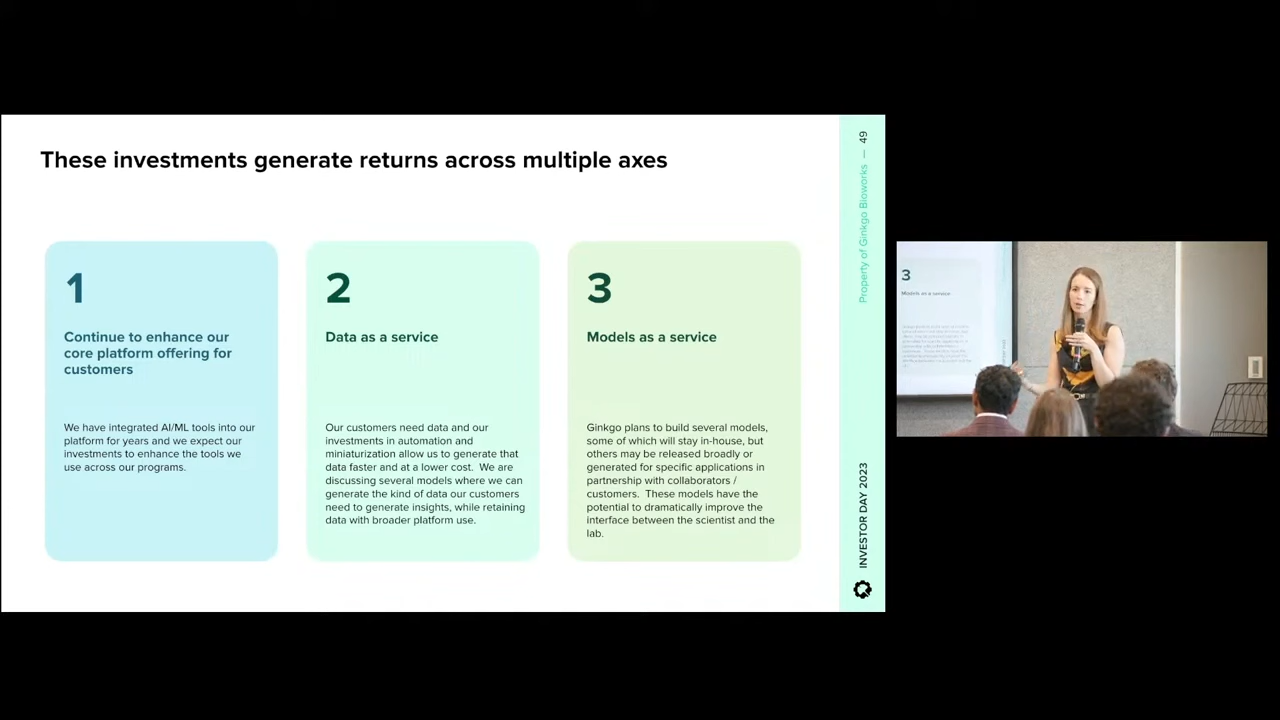 These investments generate returns across multiple axes
1
Continue to enhance our
core platform offering for
customers
We have integrated AI/ML tools into our
platform for years and we expect our
investments to enhance the tools we
use across our programs.
2
Data as a service
Our customers need data and our
investments in automation and
miniaturization allow us to generate that
data faster and at a lower cost.  We are
discussing several models where we can
generate the kind of data our customers
need to generate insights, while retaining
data with broader platform use.
3
Models as a service
Ginkgo plans to build several models,
some of which will stay in-house, but
others may be released broadly or
generated for specific applications in
partnership with collaborators /
customers.  These models have the
potential to dramatically improve the
interface between the scientist and the
lab.
Property of Ginkgo Bioworks — 49
INVESTOR DAY 2023
3
Models as a service